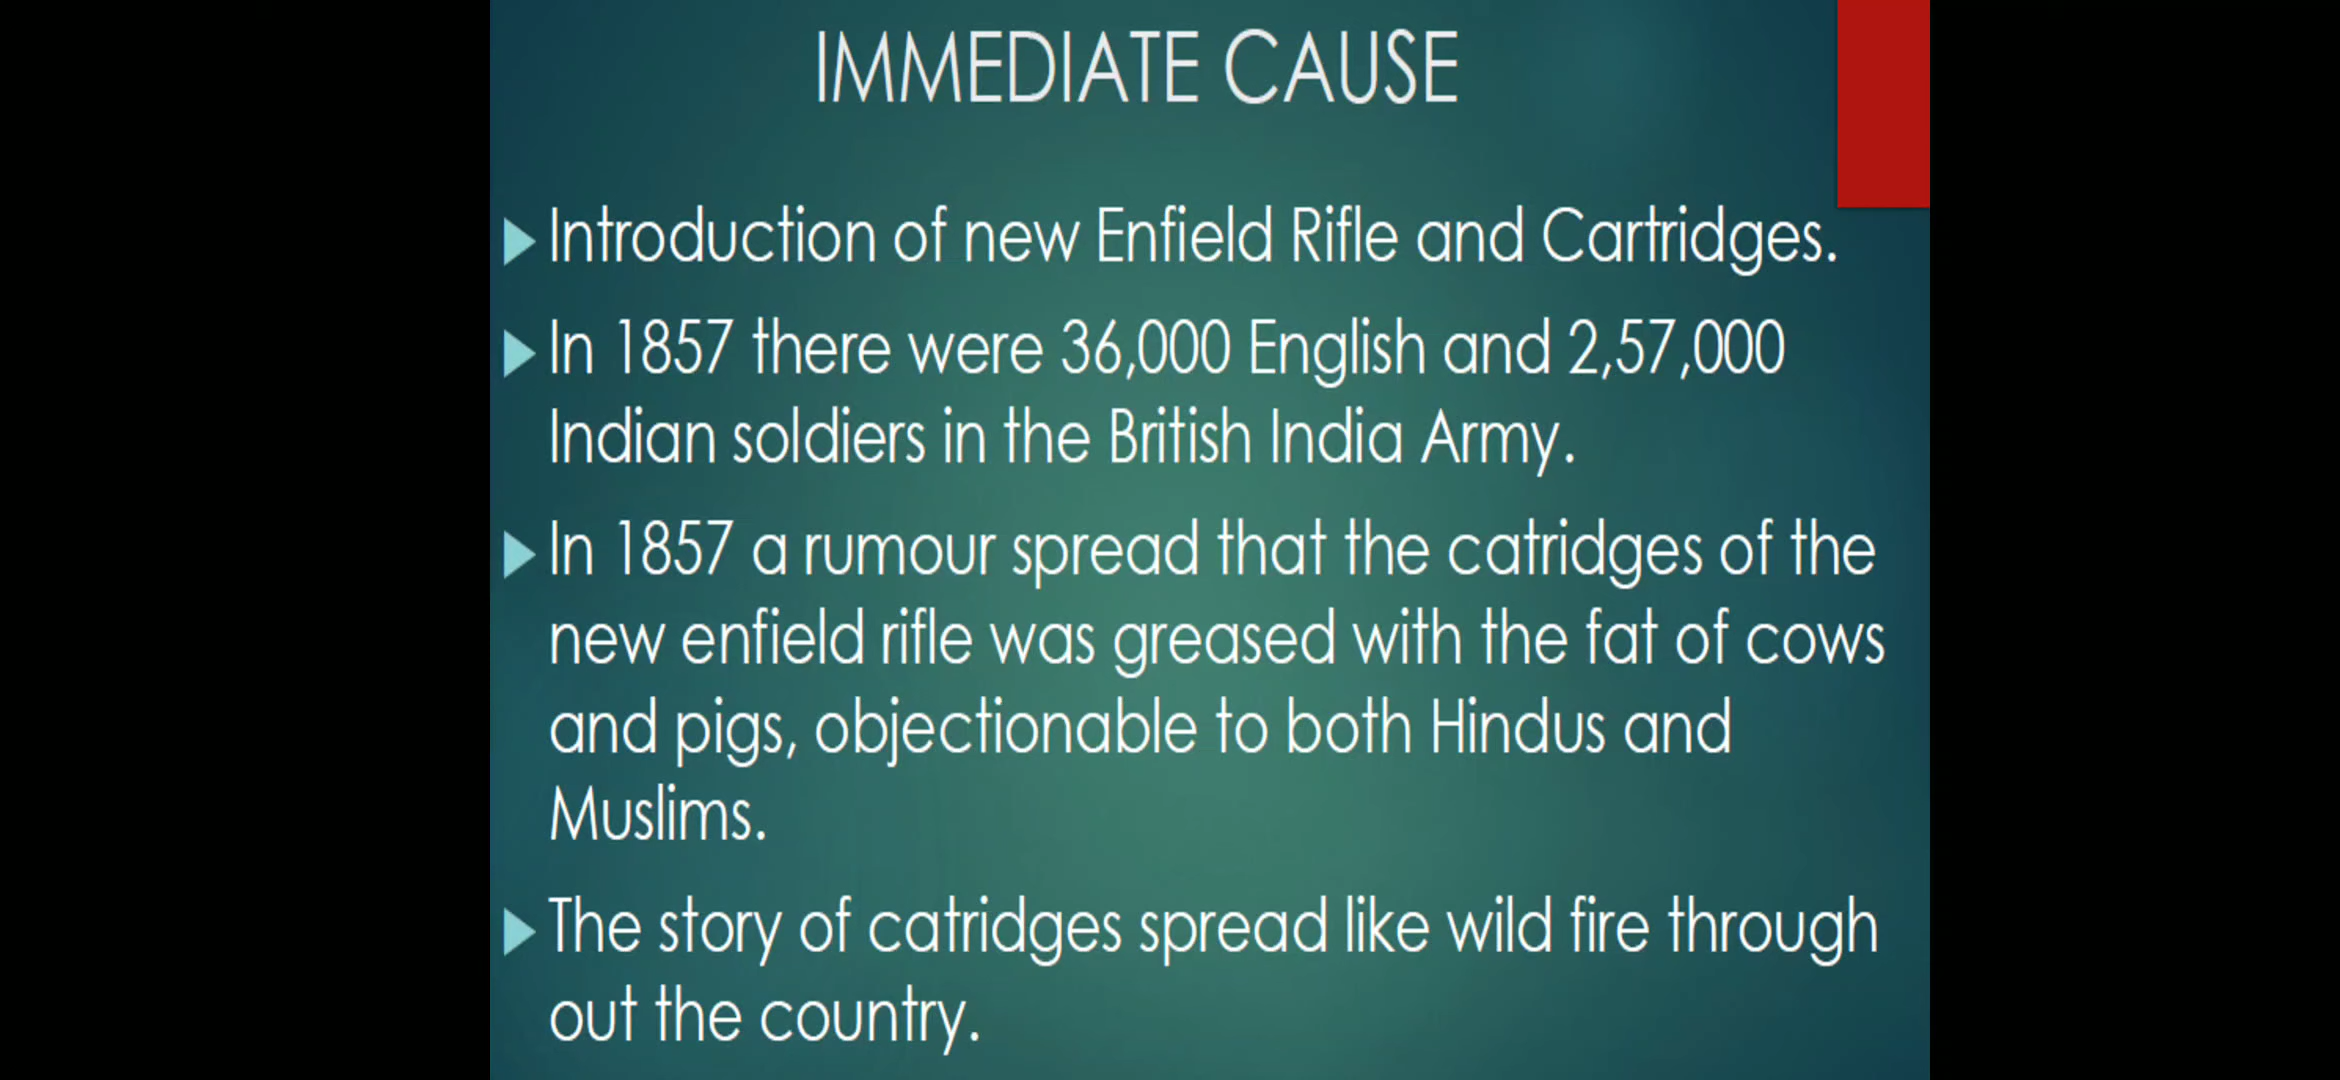 IMMEDIATE CAUSE
Introduction of new Enfield Rifle and Cartridges.
In 1857 there were 36,000 English and 2,57,000
Indian soldiers in the British India Army.
In 1857 a rumour spread that the catridges of the
new enfield rifle was greased with the fat of cows
and pigs, objectionable to both Hindus and
Muslims.
The story of catridges spread like wild fire through
out the country.